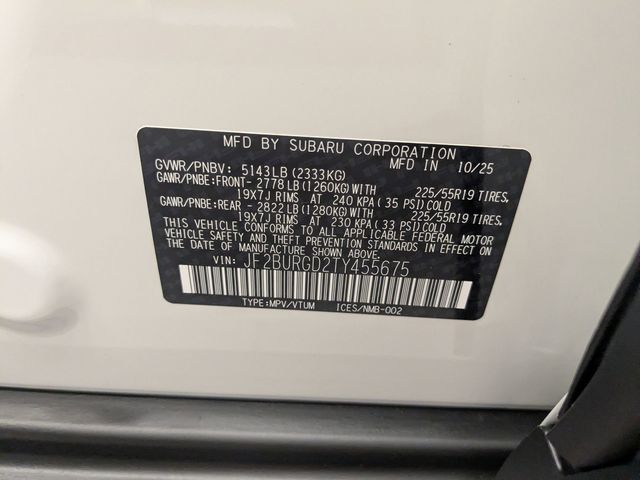 MFD BY SUBARU CORPORATION
GVWR/PNBV: 5143LB(2333KG) MFD IN 10/25
GAWR/PNBE:FRONT- 2778LB(1260KG)WITH 225/55R19 TIRES,
19X7J RIMS AT 240 KPA(35 PSI)COLD
GAWR/PNBE:REAR - 2822LB(1280KG)WITH 225/55R19 TIRES,
19X7J RIMS AT 230 KPA(33 PSI)COLD
THIS VEHICLE CONFORMS TO ALL APPLICABLE FEDERAL MOTOR
VEHICLE SAFETY AND THEFT PREVENTION STANDARDS IN EFFECT ON
THE DATE OF MANUFACTURE SHOWN ABOVE.
VIN: JF2BURGD2TY455675
TYPE:MPV/VTUM ICES/NMB-002